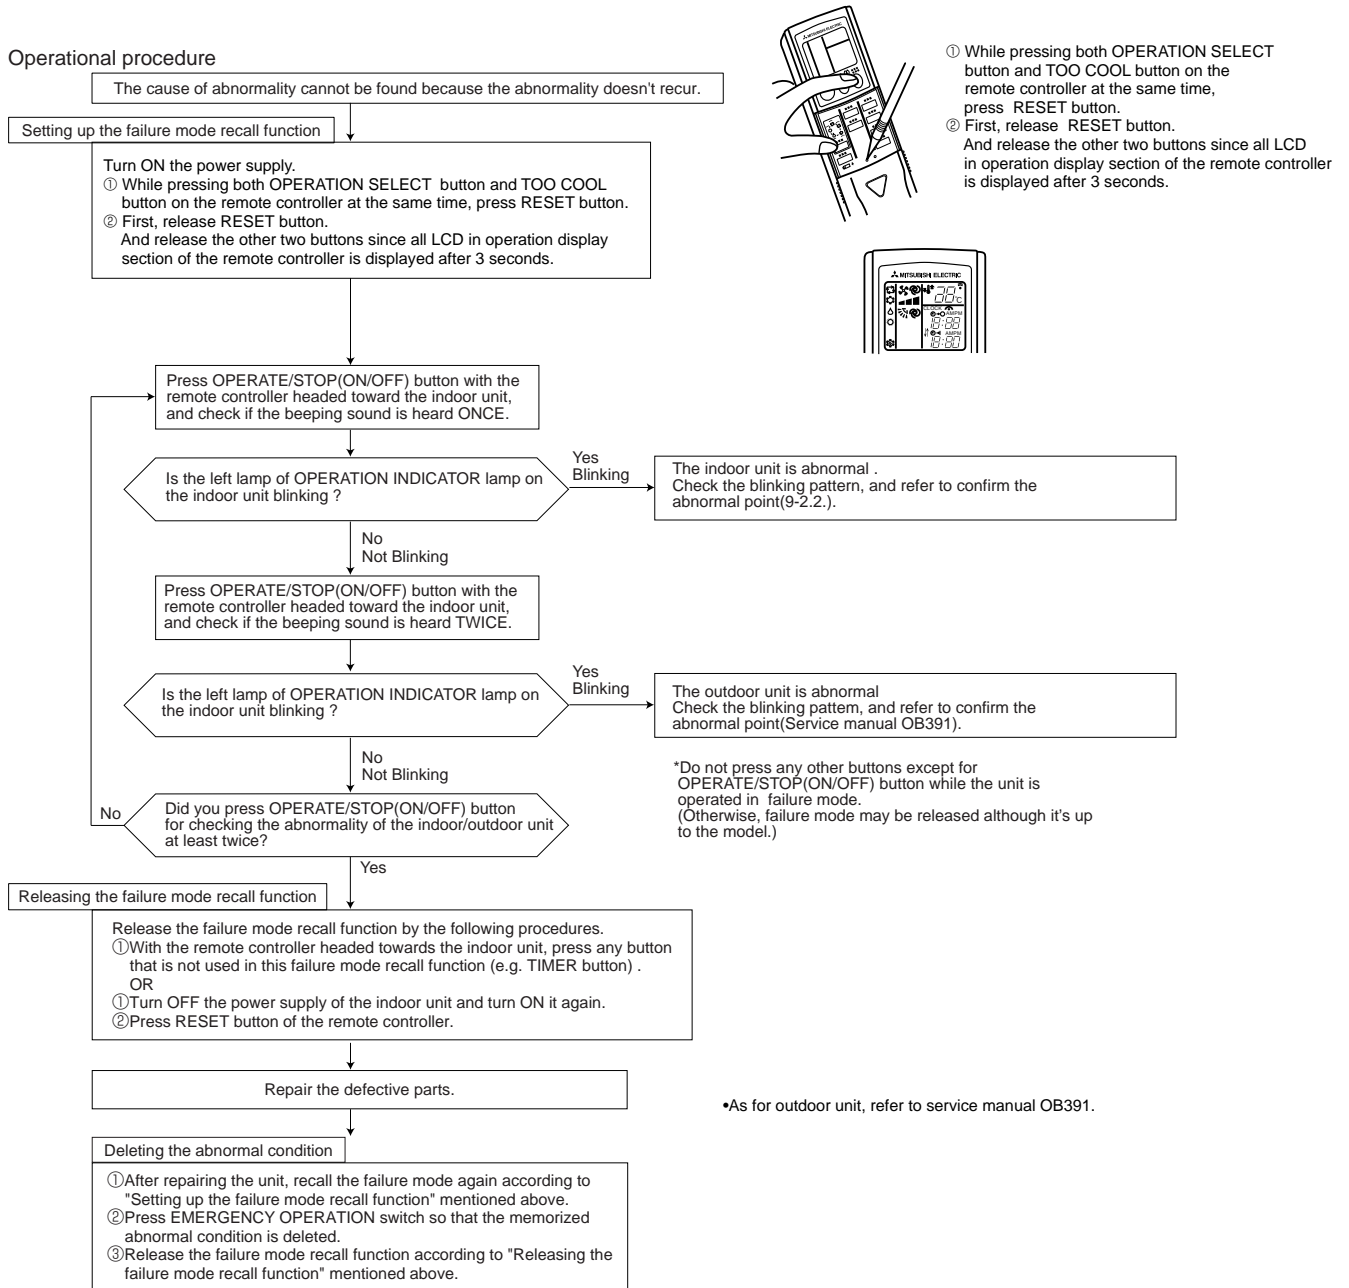 Operational procedure
The cause of abnormality cannot be found because the abnormality doesn't recur.
Setting up the failure mode recall function
Turn ON the power supply.
① While pressing both OPERATION SELECT button and TOO COOL
button on the remote controller at the same time, press RESET button.
② First, release RESET button.
And release the other two buttons since all LCD in operation display
section of the remote controller is displayed after 3 seconds.
① While pressing both OPERATION SELECT
button and TOO COOL button on the
remote controller at the same time,
press RESET button.
② First, release RESET button.
And release the other two buttons since all LCD
in operation display section of the remote controller
is displayed after 3 seconds.
MITSUBISHI ELECTRIC
MITSUBISHI ELECTRIC
88°C
CLOCK AMPM
18:88
AMPM
18:80
Press OPERATE/STOP(ON/OFF) button with the
remote controller headed toward the indoor unit,
and check if the beeping sound is heard ONCE.
Is the left lamp of OPERATION INDICATOR lamp on
the indoor unit blinking ?
Yes
Blinking
The indoor unit is abnormal .
Check the blinking pattern, and refer to confirm the
abnormal point(9-2.2.).
No
Not Blinking
Press OPERATE/STOP(ON/OFF) button with the
remote controller headed toward the indoor unit,
and check if the beeping sound is heard TWICE.
Is the left lamp of OPERATION INDICATOR lamp on
the indoor unit blinking ?
Yes
Blinking
The outdoor unit is abnormal
Check the blinking pattem, and refer to confirm the
abnormal point(Service manual OB391).
No
Not Blinking
*Do not press any other buttons except for
OPERATE/STOP(ON/OFF) button while the unit is
operated in failure mode.
(Otherwise, failure mode may be released although it's up
to the model.)
Did you press OPERATE/STOP(ON/OFF) button
for checking the abnormality of the indoor/outdoor unit
at least twice?
No
Yes
Releasing the failure mode recall function
Release the failure mode recall function by the following procedures.
①With the remote controller headed towards the indoor unit, press any button
that is not used in this failure mode recall function (e.g. TIMER button) .
OR
①Turn OFF the power supply of the indoor unit and turn ON it again.
②Press RESET button of the remote controller.
Repair the defective parts.
•As for outdoor unit, refer to service manual OB391.
Deleting the abnormal condition
①After repairing the unit, recall the failure mode again according to
"Setting up the failure mode recall function" mentioned above.
②Press EMERGENCY OPERATION switch so that the memorized
abnormal condition is deleted.
③Release the failure mode recall function according to "Releasing the
failure mode recall function" mentioned above.